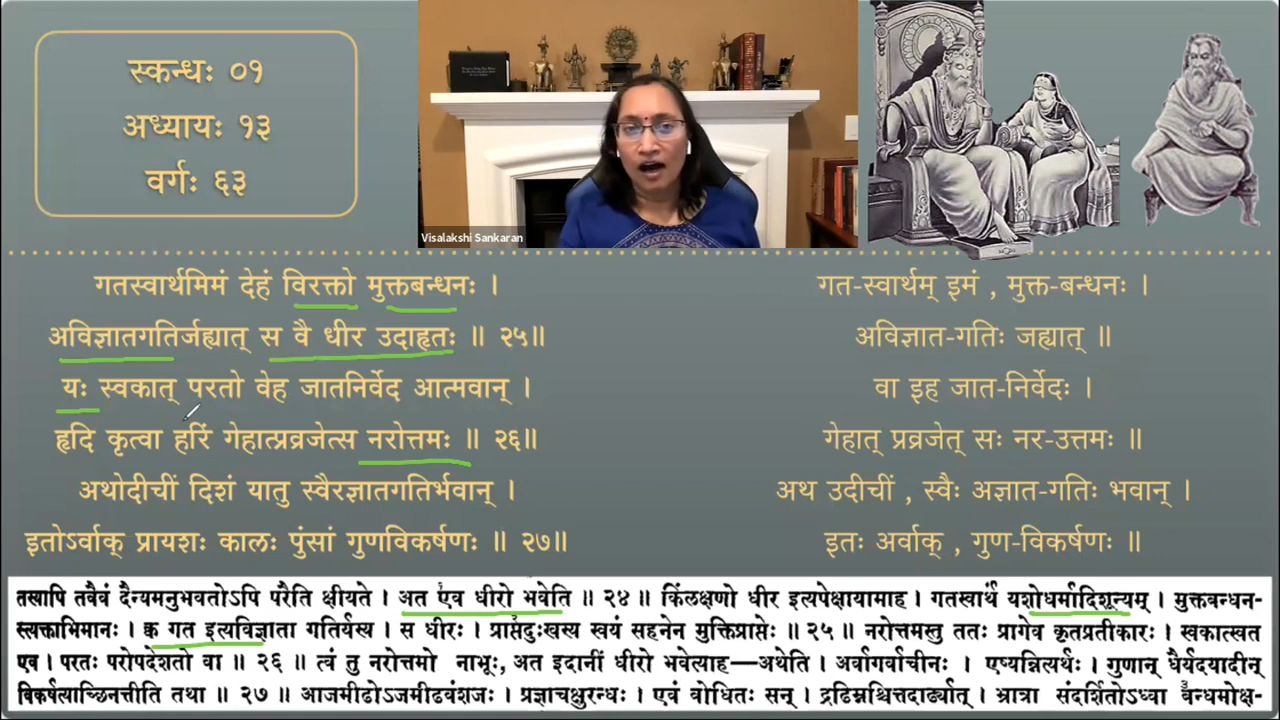 स्कन्धः ०१
अध्यायः १३
वर्गः ६३
Visalakshi Sankaran
गतस्वार्थमिमं देहं विरक्तो मुक्तबन्धनः ।
अविज्ञातगतिर्जह्यात् स वै धीर उदाहृतः ॥ २५॥
यः स्वकात् परतो वेह जातनिर्वेद आत्मवान् ।
हृदि कृत्वा हरिं गेहात्प्रव्रजेत्स नरोत्तमः ॥ २६॥
अथोदीचीं दिशं यातु स्वैरज्ञातगतिर्भवान् ।
इतोऽर्वाक् प्रायशः कालः पुंसां गुणविकर्षणः ॥ २७॥
गत-स्वार्थम् इमं , मुक्त-बन्धनः ।
अविज्ञात-गतिः जह्यात् ॥
वा इह जात-निर्वेदः ।
गेहात् प्रव्रजेत् सः नर-उत्तमः ॥
अथ उदीचीं , स्वैः अज्ञात-गतिः भवान् ।
इतः अर्वाक् , गुण-विकर्षणः ॥
तस्यापि तवैवं दैन्यमनुभवतोऽपि परैति क्षीयते । अत एव धीरो भवेति ॥ २४ ॥ किंलक्षणो धीर इत्यपेक्षायामाह । गतस्वार्थं यशोधर्मादिशून्यम् । मुक्तबन्धन-
स्त्यक्ताभिमानः । क्व गत इत्यविज्ञाता गतिर्यस्य । स धीरः । प्राप्तदुःखस्य स्वयं सहनेन मुक्तिप्राप्तेः ॥ २५ ॥ नरोत्तमस्तु ततः प्रागेव कृतप्रतीकारः । स्वकात्स्वत
एव । परतः परोपदेशतो वा ॥ २६ ॥ त्वं तु नरोत्तमो नाभूः, अत इदानीं धीरो भवेत्याह—अथेति । अर्वागर्वाचीनः । एष्यन्नित्यर्थः । गुणान् धैर्यदयादीन्
विकर्षत्याच्छिनत्तीति तथा ॥ २७ ॥ आजमीढोऽजमीढवंशजः । प्रज्ञाचक्षुरन्धः । एवं बोधितः सन् । द्रढिम्नश्चित्तदार्ढ्यात् । भ्रात्रा संदर्शितोऽध्वा बन्धमोक्ष-